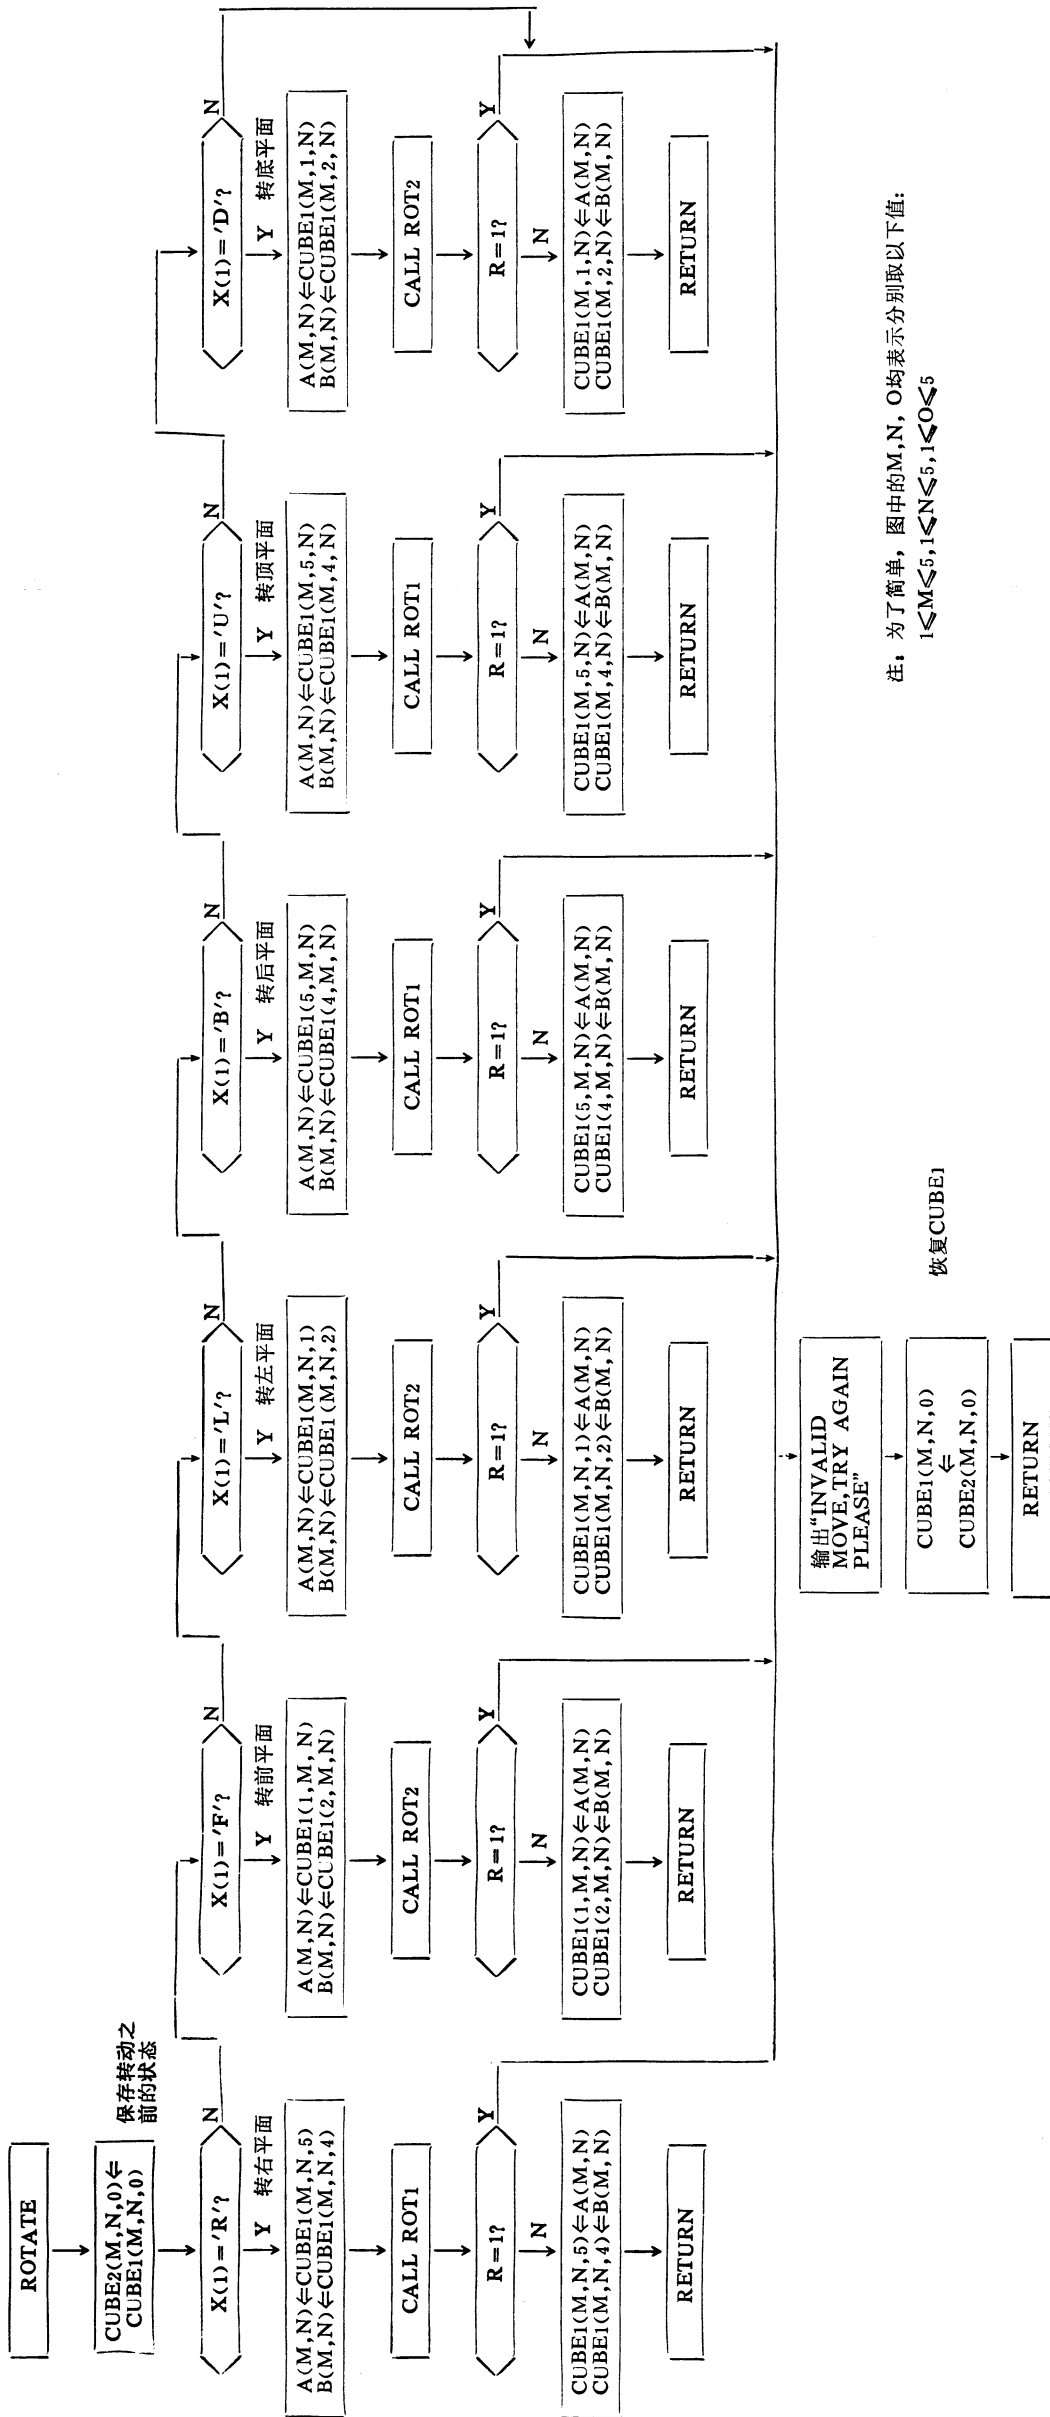 ROTATE
CUBE2(M,N,0)⇐
CUBE1(M,N,0)
保存转动之
前的状态
X(1)='R'?
N
Y 转右平面
A(M,N)⇐CUBE1(M,N,5)
B(M,N)⇐CUBE1(M,N,4)
CALL ROT1
R=1?
Y
N
CUBE1(M,N,5)⇐A(M,N)
CUBE1(M,N,4)⇐B(M,N)
RETURN
X(1)='F'?
N
Y 转前平面
A(M,N)⇐CUBE1(1,M,N)
B(M,N)⇐CUBE1(2,M,N)
CALL ROT2
R=1?
Y
N
CUBE1(1,M,N)⇐A(M,N)
CUBE1(2,M,N)⇐B(M,N)
RETURN
X(1)='L'?
N
Y 转左平面
A(M,N)⇐CUBE1(M,N,1)
B(M,N)⇐CUBE1(M,N,2)
CALL ROT2
R=1?
Y
N
CUBE1(M,N,1)⇐A(M,N)
CUBE1(M,N,2)⇐B(M,N)
RETURN
X(1)='B'?
N
Y 转后平面
A(M,N)⇐CUBE1(5,M,N)
B(M,N)⇐CUBE1(4,M,N)
CALL ROT1
R=1?
Y
N
CUBE1(5,M,N)⇐A(M,N)
CUBE1(4,M,N)⇐B(M,N)
RETURN
X(1)='U'?
N
Y 转顶平面
A(M,N)⇐CUBE1(M,5,N)
B(M,N)⇐CUBE1(M,4,N)
CALL ROT1
R=1?
Y
N
CUBE1(M,5,N)⇐A(M,N)
CUBE1(M,4,N)⇐B(M,N)
RETURN
X(1)='D'?
N
Y 转底平面
A(M,N)⇐CUBE1(M,1,N)
B(M,N)⇐CUBE1(M,2,N)
CALL ROT2
R=1?
Y
N
CUBE1(M,1,N)⇐A(M,N)
CUBE1(M,2,N)⇐B(M,N)
RETURN
输出“INVALID
MOVE,TRY AGAIN
PLEASE”
CUBE1(M,N,0)
⇐
CUBE2(M,N,0)
恢复CUBE1
RETURN
注：为了简单，图中的M,N,O均表示分别取以下值：
1⩽M⩽5,1⩽N⩽5,1⩽O⩽5